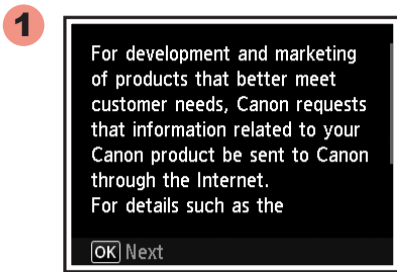 1
For development and marketing
of products that better meet
customer needs, Canon requests
that information related to your
Canon product be sent to Canon
through the Internet.
For details such as the
OK Next